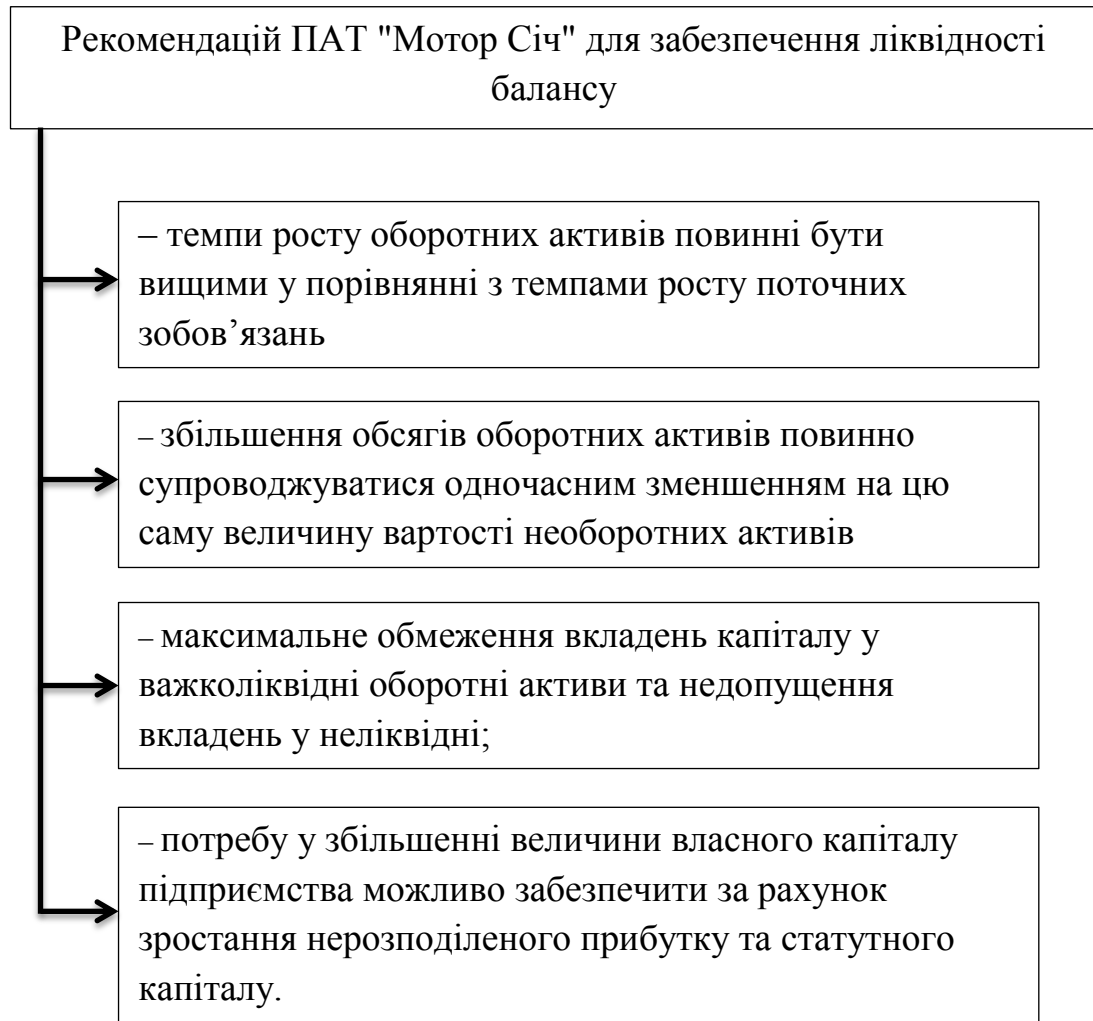 Рекомендацій ПАТ "Мотор Січ" для забезпечення ліквідності
балансу
– темпи росту оборотних активів повинні бути
вищими у порівнянні з темпами росту поточних
зобов’язань
– збільшення обсягів оборотних активів повинно
супроводжуватися одночасним зменшенням на цю
саму величину вартості необоротних активів
– максимальне обмеження вкладень капіталу у
важколіквідні оборотні активи та недопущення
вкладень у неліквідні;
– потребу у збільшенні величини власного капіталу
підприємства можливо забезпечити за рахунок
зростання нерозподіленого прибутку та статутного
капіталу.